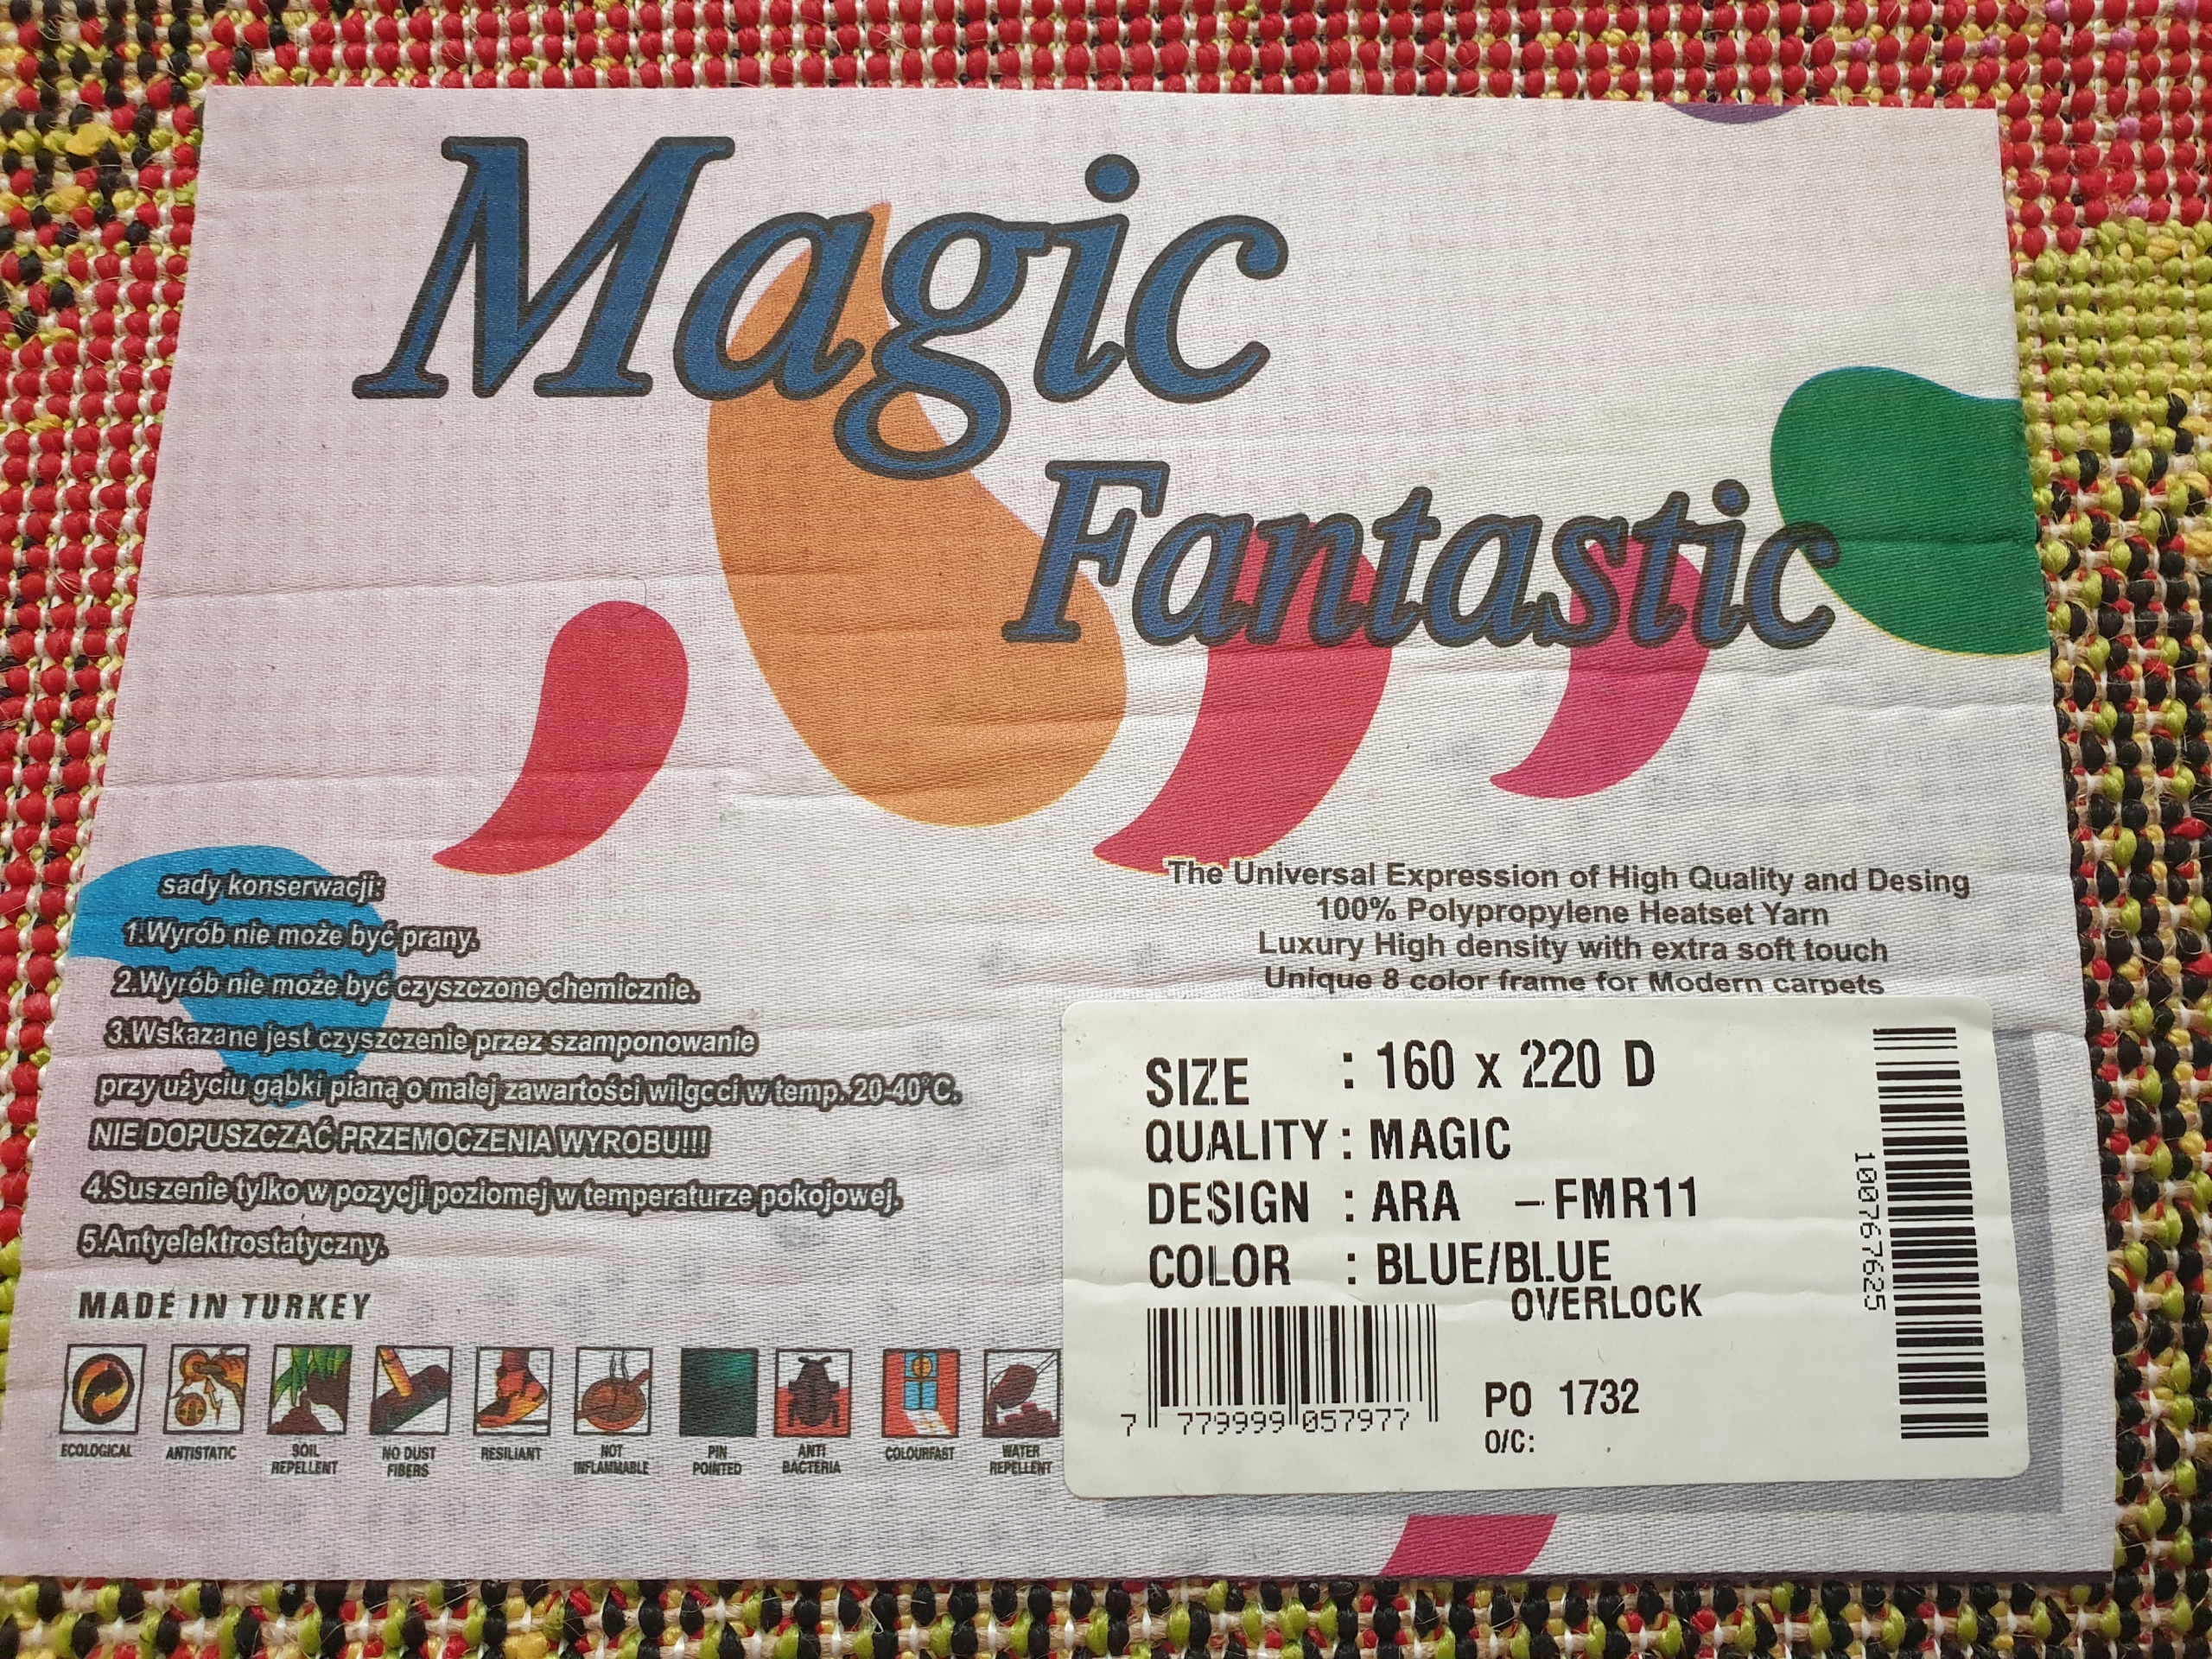 Magic
Fantastic
The Universal Expression of High Quality and Desing
100% Polypropylene Heatset Yarn
Luxury High density with extra soft touch
Unique 8 color frame for Modern carpets
sady konserwacji:
1.Wyrób nie może być prany.
2.Wyrób nie może być czyszczone chemicznie.
3.Wskazane jest czyszczenie przez szamponowanie
przy użyciu gąbki pianą o małej zawartości wilgcci w temp. 20-40°C.
NIE DOPUSZCZAĆ PRZEMOCZENIA WYROBU!!!
4.Suszenie tylko w pozycji poziomej w temperaturze pokojowej.
5.Antyelektrostatyczny.
MADE IN TURKEY
ECOLOGICAL
ANTISTATIC
SOIL
REPELLENT
NO DUST
FIBERS
RESILIANT
NOT
INFLAMMABLE
PIN
POINTED
ANTI
BACTERIA
COLOURFAST
WATER
REPELLENT
SIZE : 160 x 220 D
QUALITY : MAGIC
DESIGN : ARA -FMR11
COLOR : BLUE/BLUE
OVERLOCK
7 779999 057977
PO 1732
O/C:
10076767625